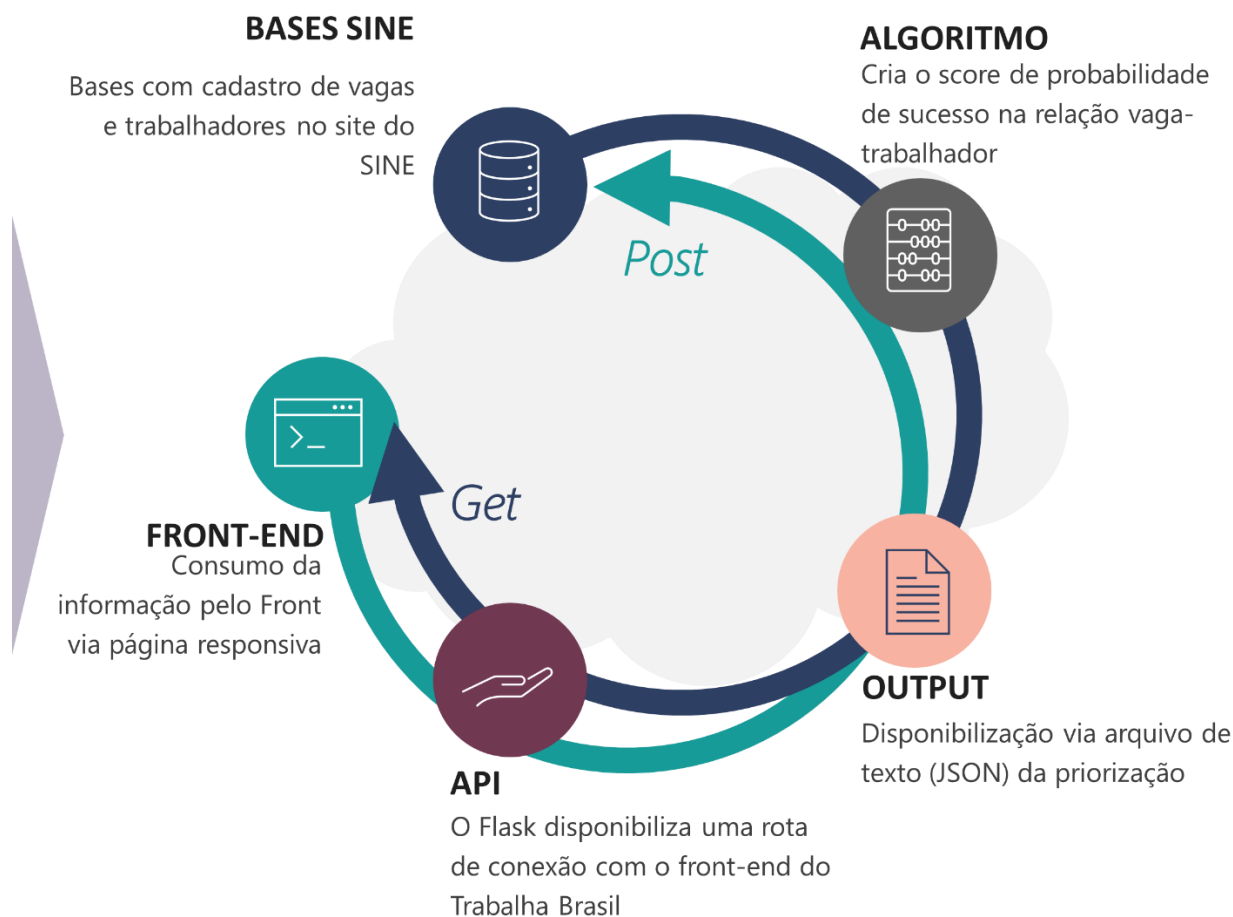 BASES SINE
Bases com cadastro de vagas
e trabalhadores no site do
SINE
ALGORITMO
Cria o score de probabilidade
de sucesso na relação vaga-
trabalhador
Post
Get
FRONT-END
Consumo da
informação pelo Front
via página responsiva
OUTPUT
Disponibilização via arquivo de
texto (JSON) da priorização
API
O Flask disponibiliza uma rota
de conexão com o front-end do
Trabalha Brasil